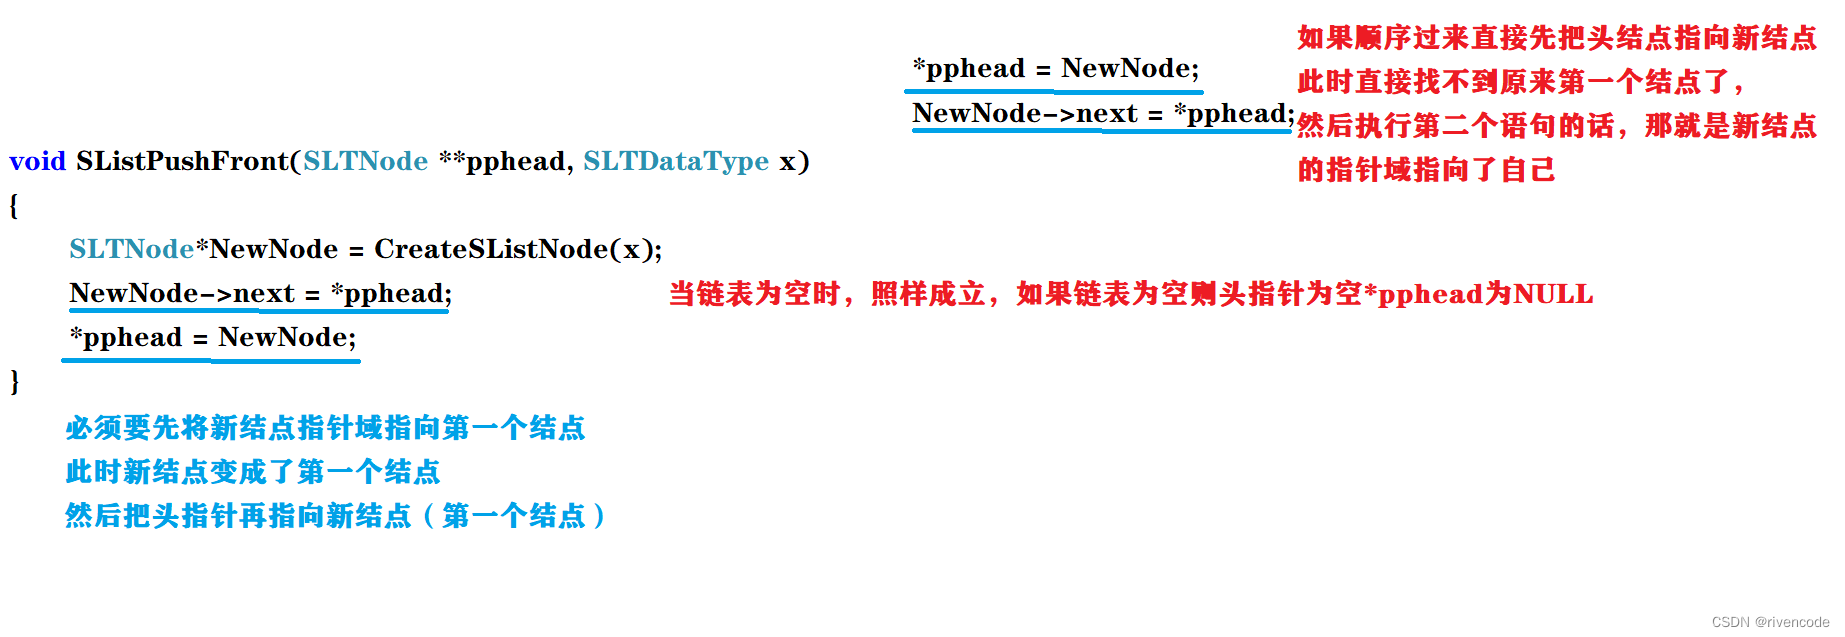 *pphead = NewNode;
NewNode->next = *pphead;
如果顺序过来直接先把头结点指向新结点
此时直接找不到原来第一个结点了，
然后执行第二个语句的话，那就是新结点
的指针域指向了自己
void SListPushFront(SLTNode **pphead, SLTDataType x)
{
SLTNode*NewNode = CreateSListNode(x);
NewNode->next = *pphead;
当链表为空时，照样成立，如果链表为空则头指针为空*pphead为NULL
*pphead = NewNode;
}
必须要先将新结点指针域指向第一个结点
此时新结点变成了第一个结点
然后把头指针再指向新结点（第一个结点）
CSDN @rivencode